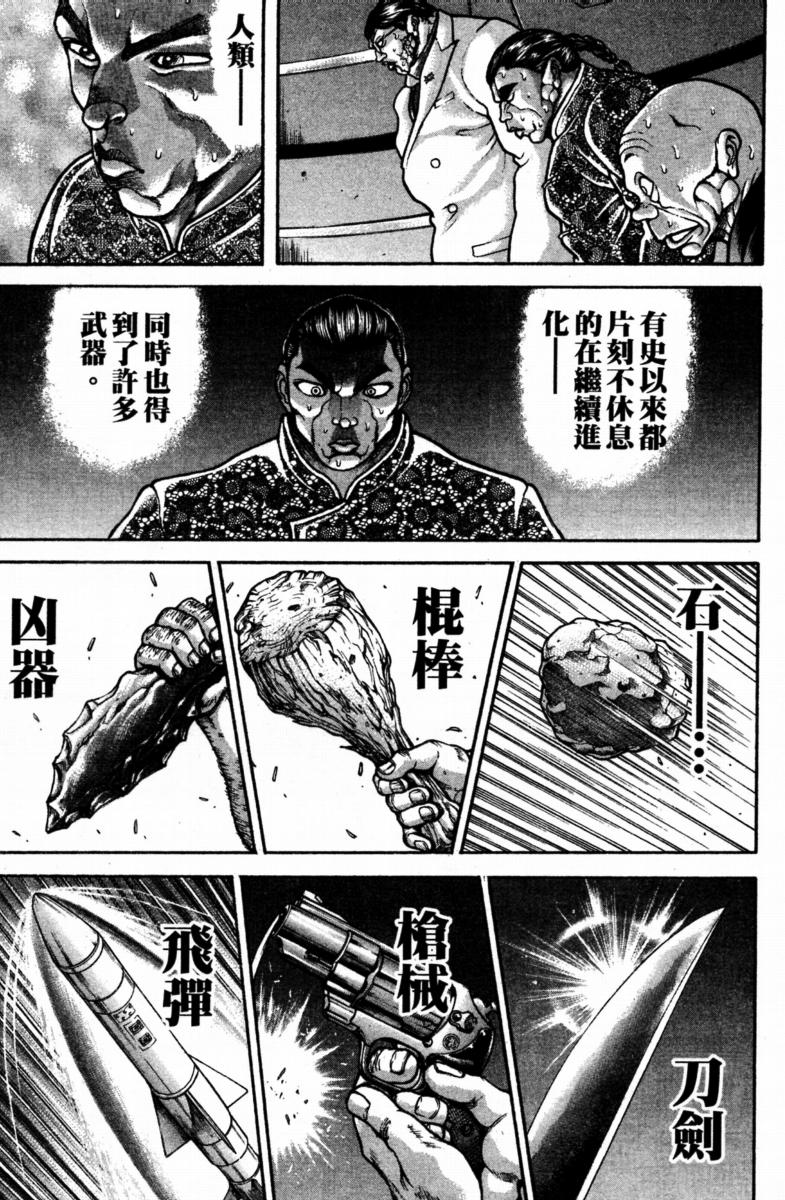 人類——
有史以來都
片刻不休息
的在繼續進
化——
同時也得
到了許多
武器。
石——…
棍棒
凶器
刀劍
槍械
飛彈